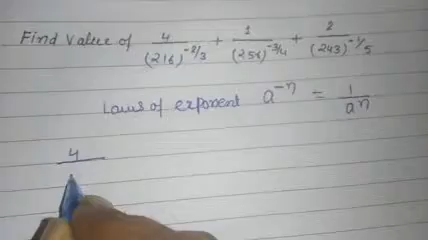 Find Value of 4/(216)^-2/3 + 1/(256)^-3/4 + 2/(243)^-1/5
Laws of exponent a^-n = 1/a^n
4